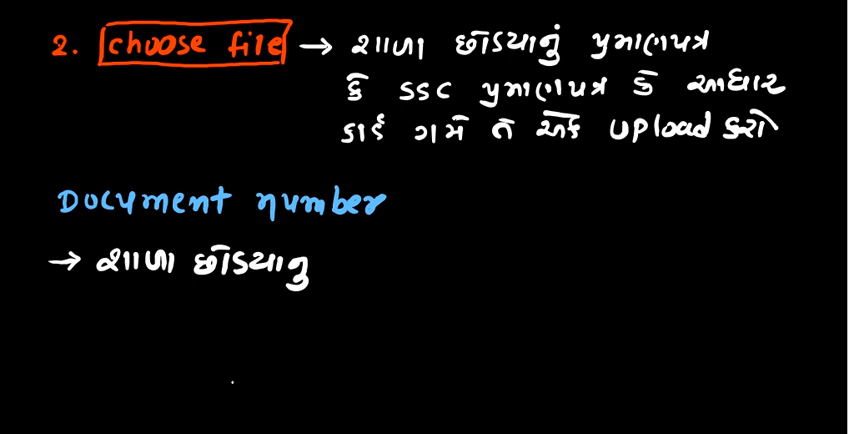 2. choose file → શાળા છોડયાનું પ્રમાણપત્ર
કે SSC પ્રમાણપત્ર કે આધાર
કાર્ડ ગમે તે એક upload કરો
Document number
→ શાળા છોડયાનુ